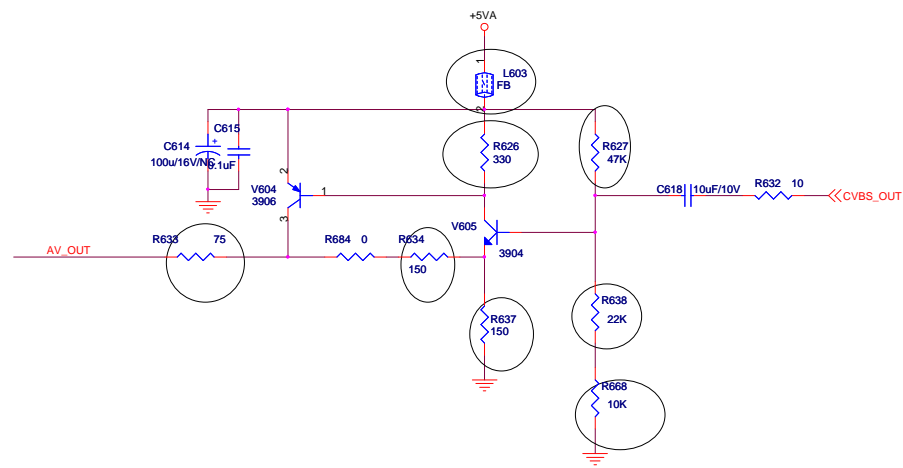 +5VA
1
L603
FB
2
C615
C614
+
100u/16V/N
0.1uF
R626
330
R627
47K
2
V604
3906
1
3
C618
10uF/10V
R632
10
CVBS_OUT
V605
3904
R633
75
AV_OUT
R684
0
R634
150
R637
150
R638
22K
R668
10K